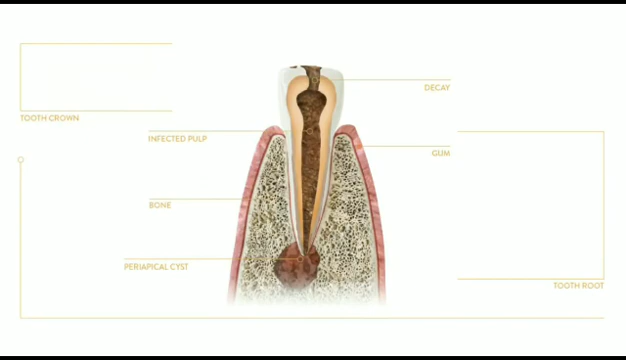 DECAY
TOOTH CROWN
INFECTED PULP
GUM
BONE
PERIAPICAL CYST
TOOTH ROOT